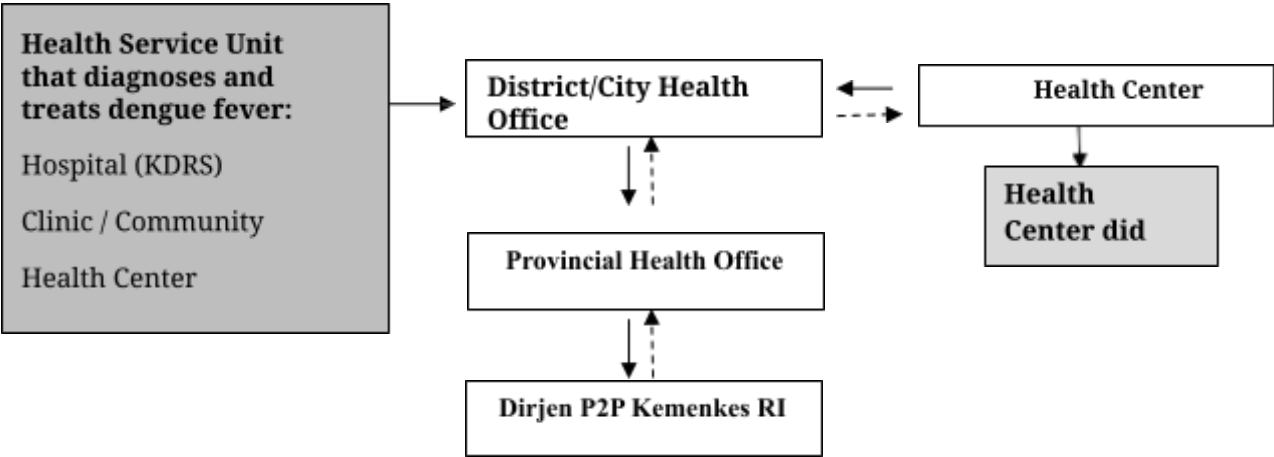 Health Service Unit
that diagnoses and
treats dengue fever:
Hospital (KDRS)
Clinic / Community
Health Center
District/City Health
Office
Health Center
Health
Center did
Provincial Health Office
Dirjen P2P Kemenkes RI